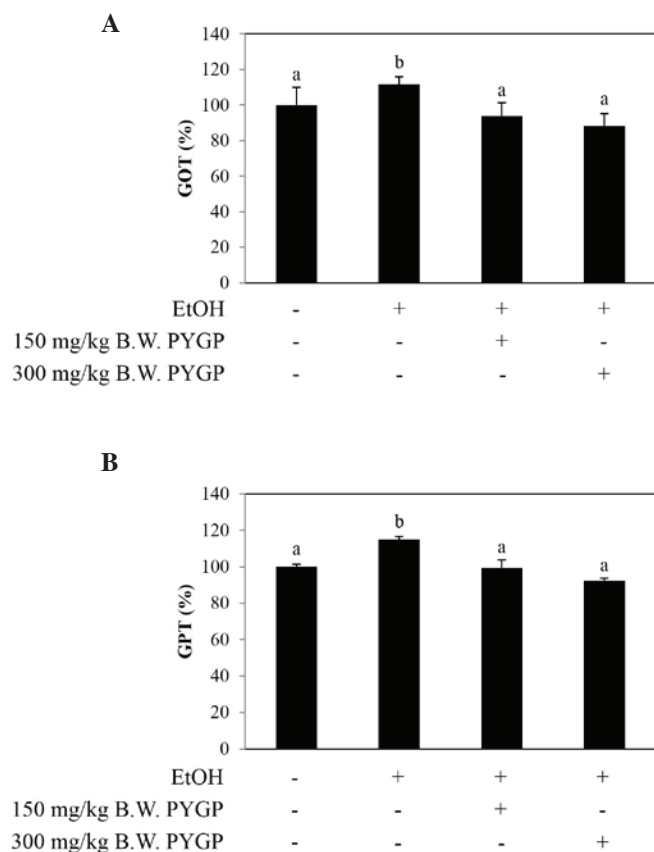 A
140
120
100
80
60
40
20
0
GOT (%)
a
b
a
a
EtOH - + + +
150 mg/kg B.W. PYGP - - + -
300 mg/kg B.W. PYGP - - - +
B
140
120
100
80
60
40
20
0
GPT (%)
a
b
a
a
EtOH - + + +
150 mg/kg B.W. PYGP - - + -
300 mg/kg B.W. PYGP - - - +